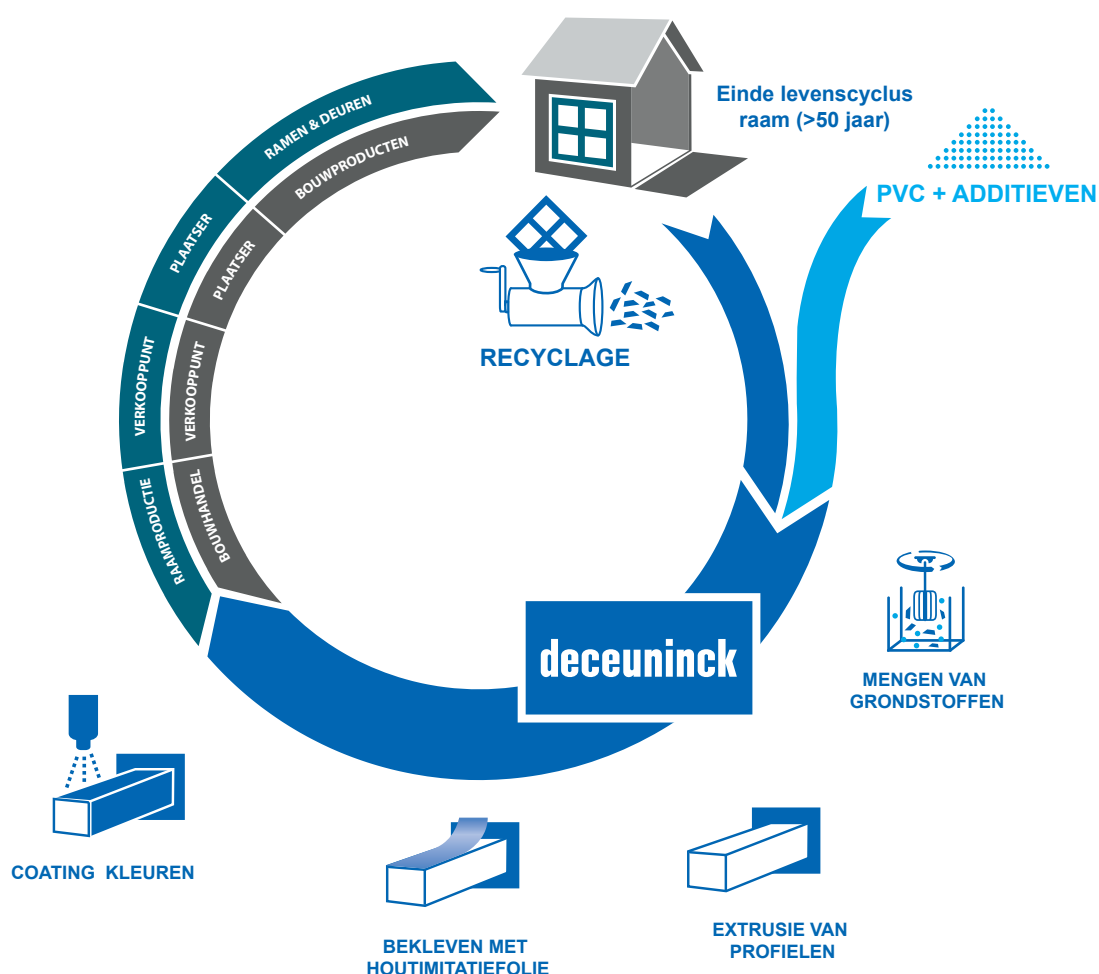 Einde levenscyclus
raam (>50 jaar)
PVC + ADDITIEVEN
RECYCLAGE
RAMEN & DEUREN
BOUWPRODUCTEN
PLAATSER
PLAATSER
VERKOOPPUNT
VERKOOPPUNT
RAAMPRODUCTIE
BOUWHANDEL
deceuninck
MENGEN VAN
GRONDSTOFFEN
COATING KLEUREN
BEKLEVEN MET
HOUTIMITATIEFOLIE
EXTRUSIE VAN
PROFIELEN